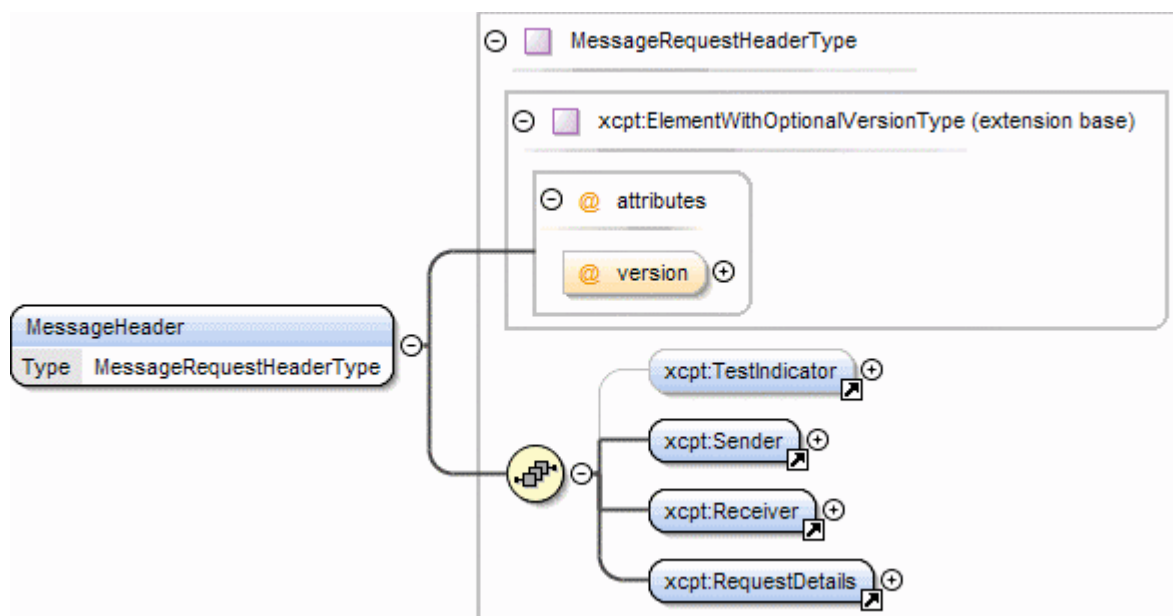 MessageRequestHeaderType
xcpt:ElementWithOptionalVersionType (extension base)
@ attributes
@ version
MessageHeader
Type MessageRequestHeaderType
xcpt:TestIndicator
xcpt:Sender
xcpt:Receiver
xcpt:RequestDetails